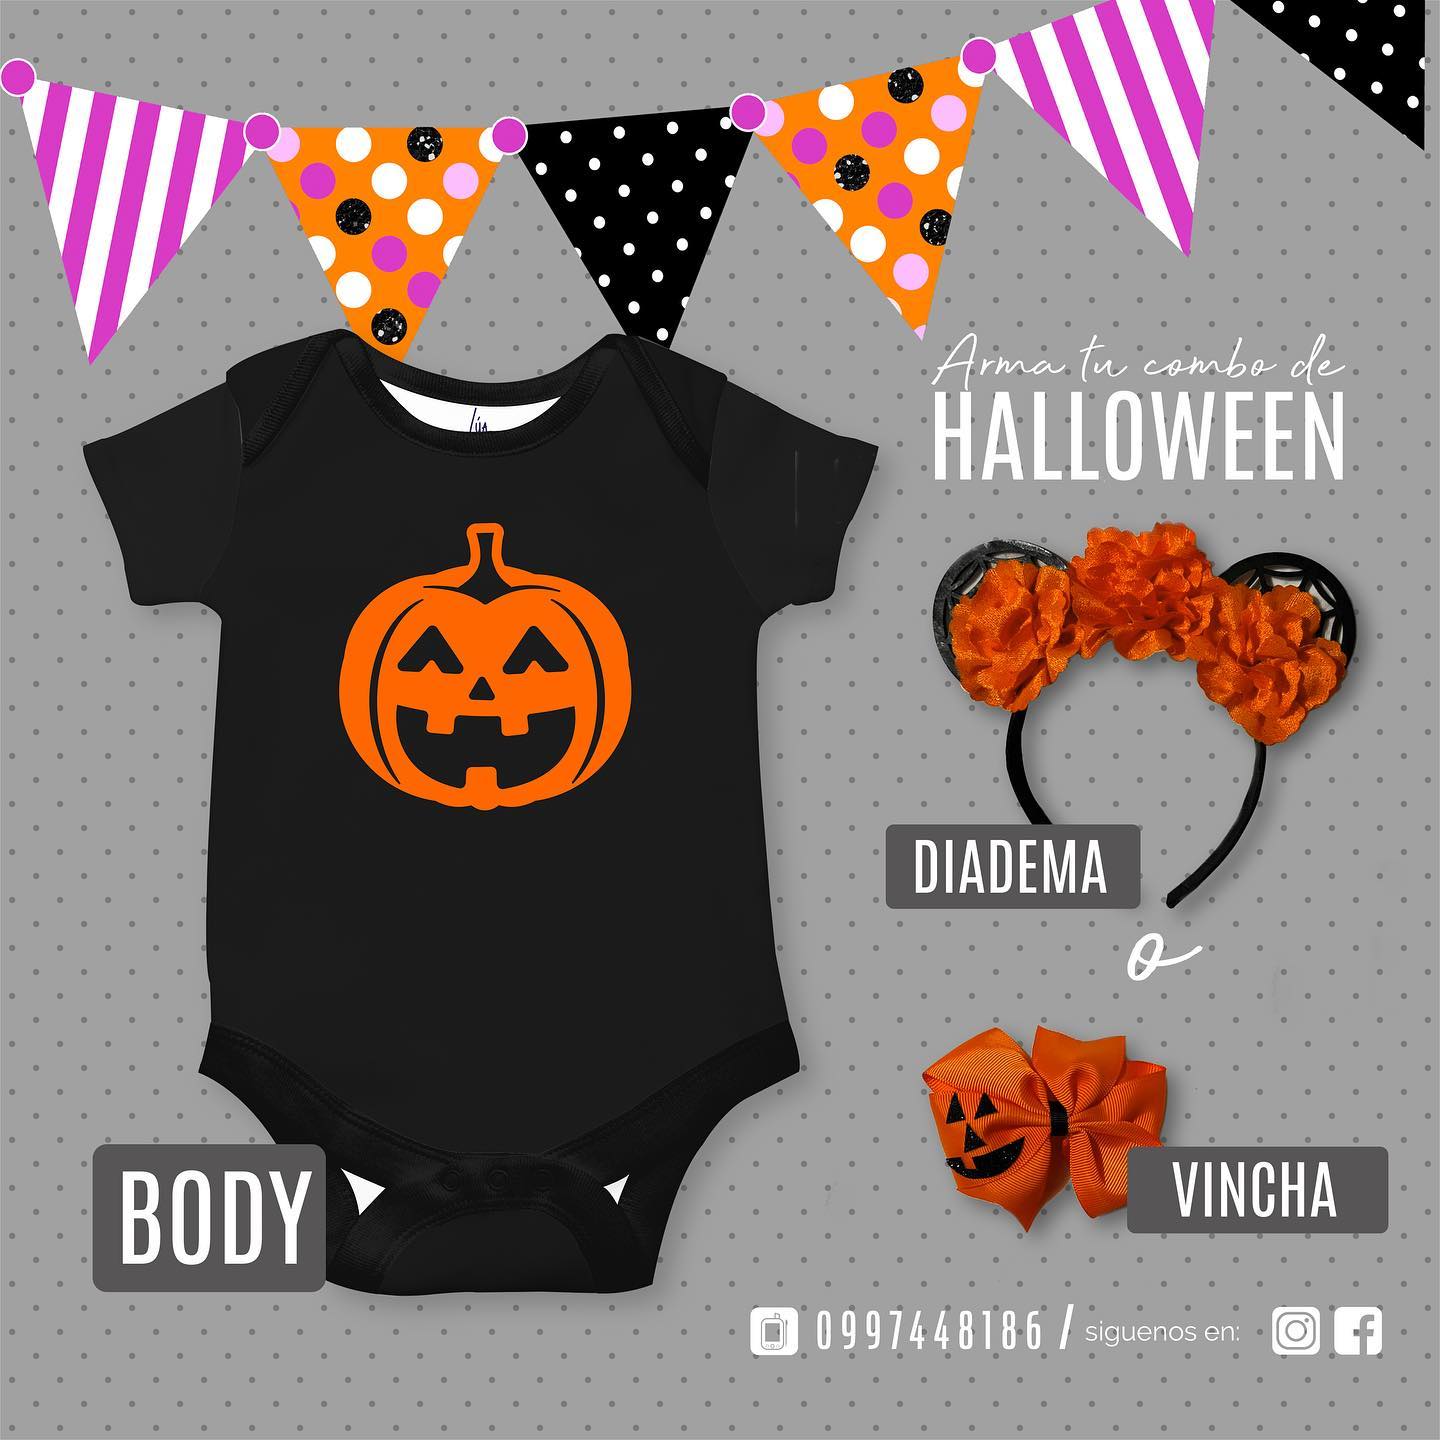 Arma tu combo de
HALLOWEEN
DIADEMA
o
VINCHA
BODY
0997448186 / siguenos en: